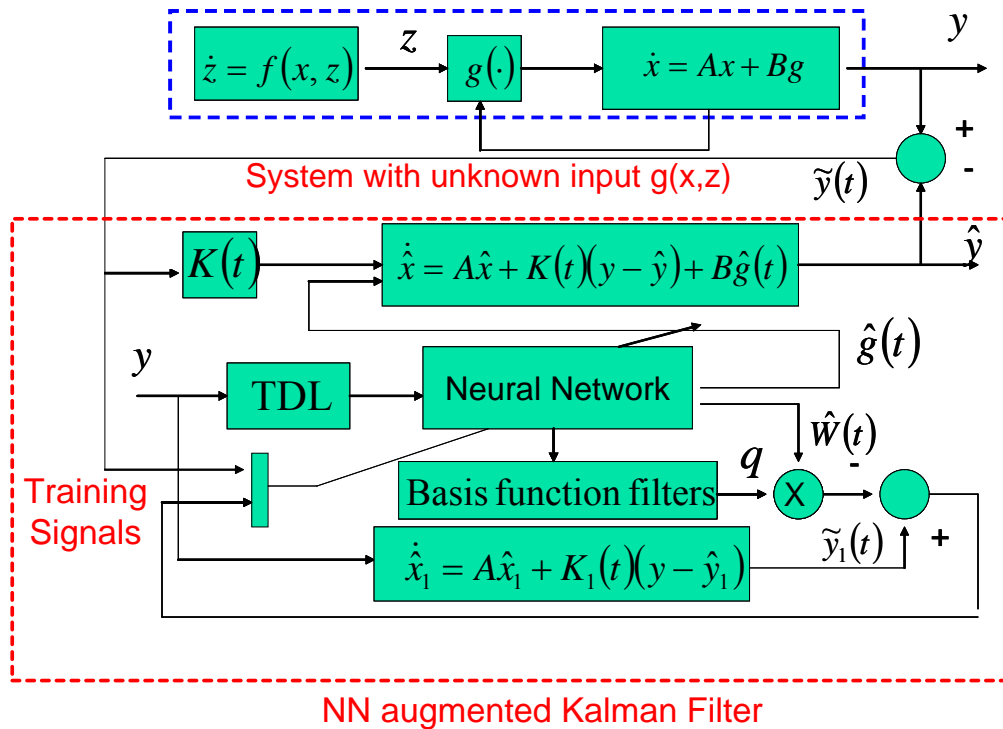 z
y
ż = f(x, z)
g(·)
ẋ = Ax + Bg
+
-
System with unknown input g(x,z)
ỹ(t)
K(t)
x̂̇ = Ax̂ + K(t)(y − ŷ) + Bĝ(t)
ŷ
ĝ(t)
y
TDL
Neural Network
Ŵ(t)
-
Training
Signals
Basis function filters
q
X
ỹ₁(t)
+
x̂̇₁ = Ax̂₁ + K₁(t)(y − ŷ₁)
NN augmented Kalman Filter